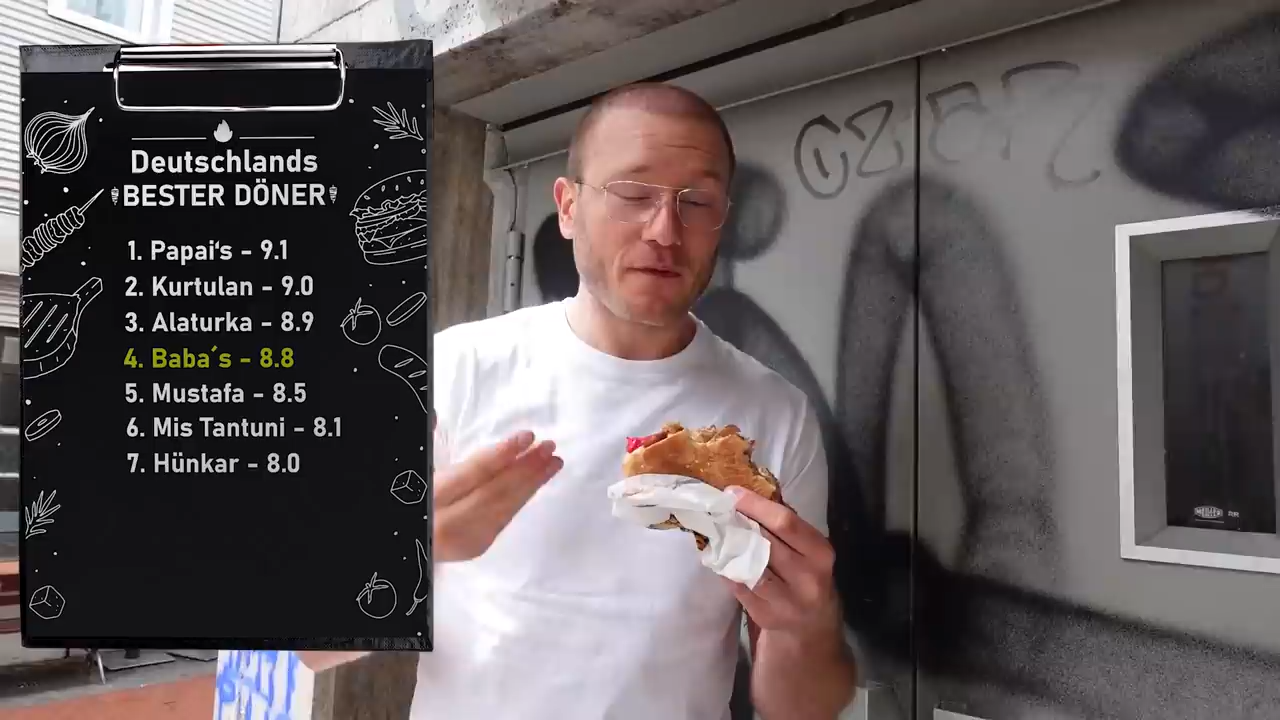 Deutschlands
BESTER DÖNER
1. Papai's - 9.1
2. Kurtulan - 9.0
3. Alaturka - 8.9
4. Baba´s - 8.8
5. Mustafa - 8.5
6. Mis Tantuni - 8.1
7. Hünkar - 8.0